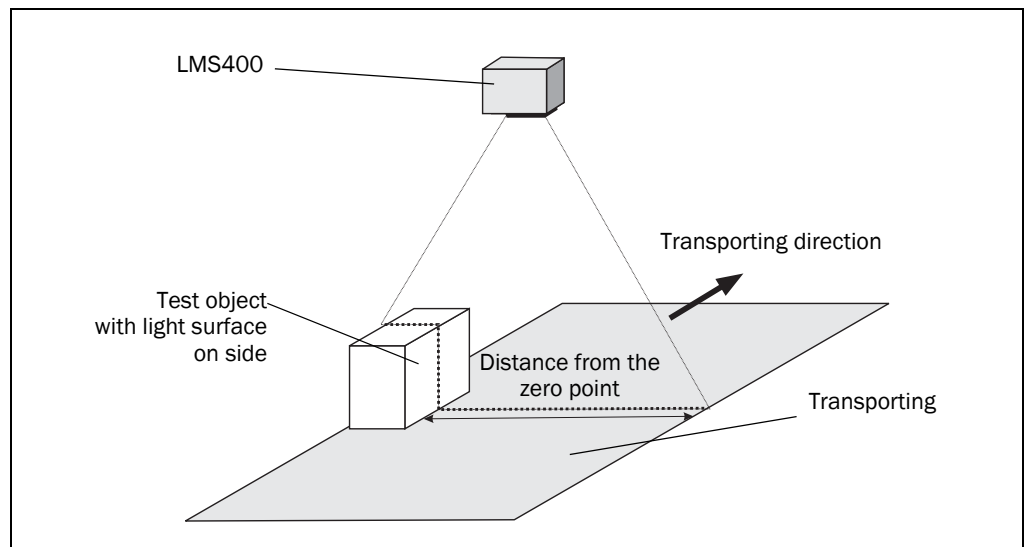 LMS400
Transporting direction
Test object
with light surface
on side
Distance from the
zero point
Transporting